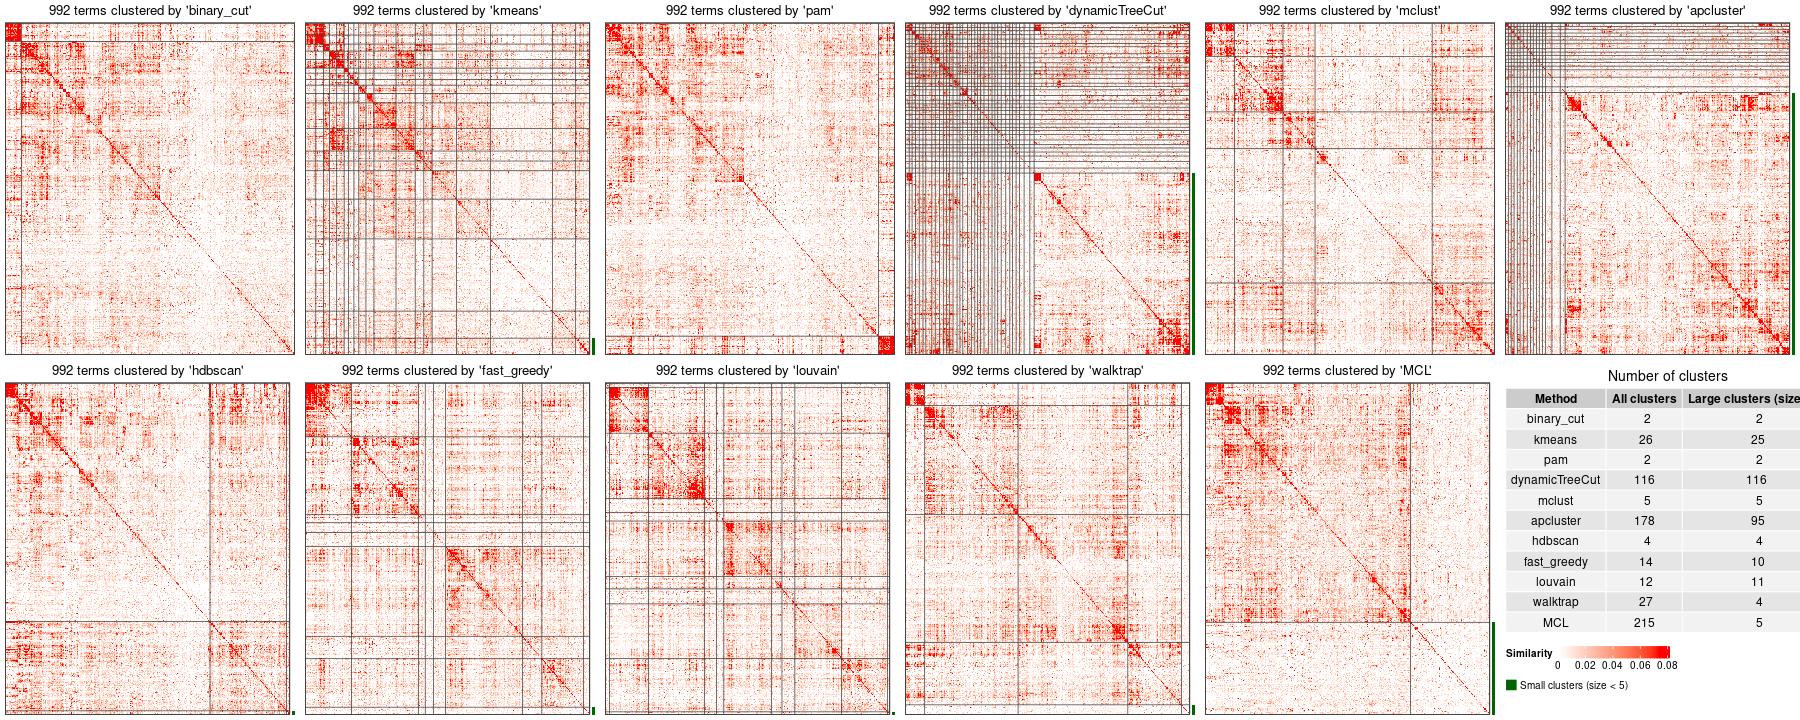 992 terms clustered by 'binary_cut'
992 terms clustered by 'kmeans'
992 terms clustered by 'pam'
992 terms clustered by 'dynamicTreeCut'
992 terms clustered by 'mclust'
992 terms clustered by 'apcluster'
992 terms clustered by 'hdbscan'
992 terms clustered by 'fast_greedy'
992 terms clustered by 'louvain'
992 terms clustered by 'walktrap'
992 terms clustered by 'MCL'
Number of clusters
Method All clusters Large clusters (size
binary_cut 2 2
kmeans 26 25
pam 2 2
dynamicTreeCut 116 116
mclust 5 5
apcluster 178 95
hdbscan 4 4
fast_greedy 14 10
louvain 12 11
walktrap 27 4
MCL 215 5
Similarity
0 0.02 0.04 0.06 0.08
Small clusters (size < 5)